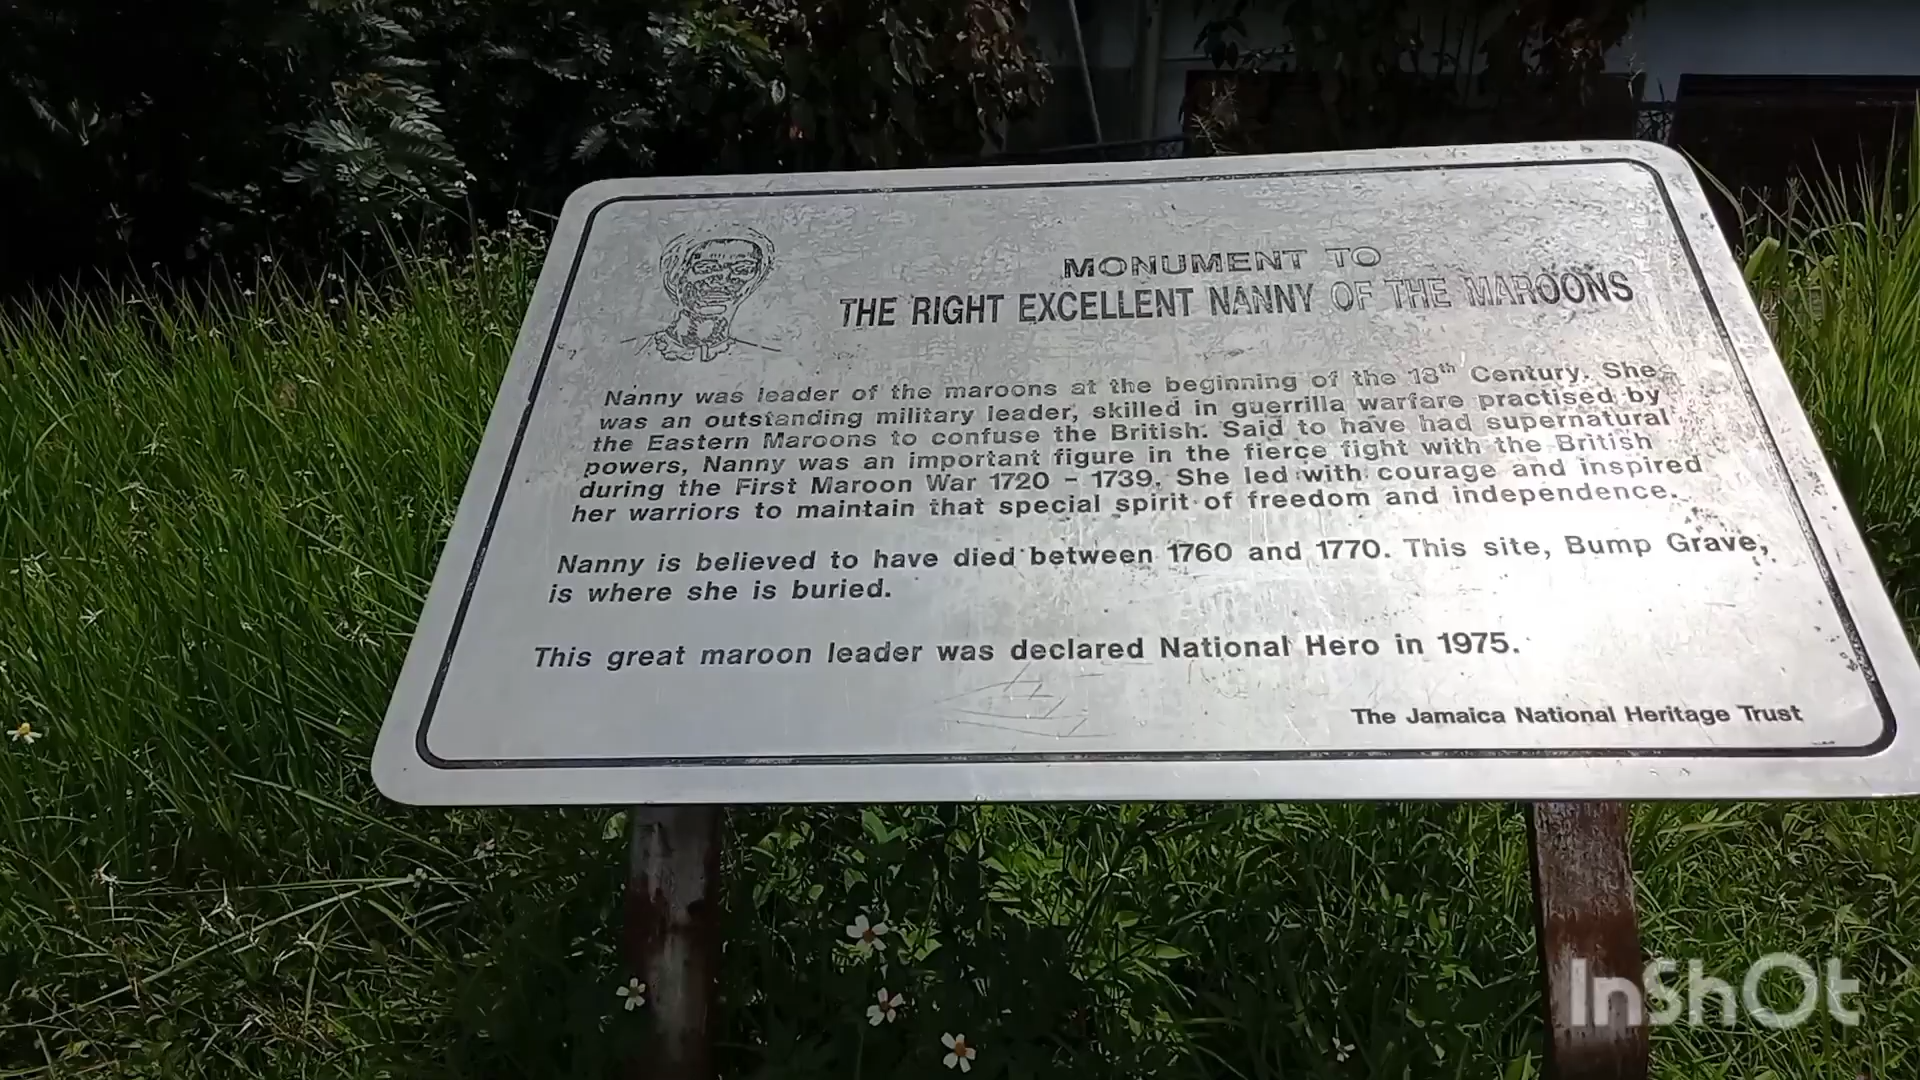 MONUMENT TO
THE RIGHT EXCELLENT NANNY OF THE MAROONS
Nanny was leader of the maroons at the beginning of the 18th Century. She
was an outstanding military leader, skilled in guerrilla warfare practised by
the Eastern Maroons to confuse the British. Said to have had supernatural
powers, Nanny was an important figure in the fierce fight with the British
during the First Maroon War 1720 - 1739. She led with courage and inspired
her warriors to maintain that special spirit of freedom and independence.
Nanny is believed to have died between 1760 and 1770. This site, Bump Grave,
is where she is buried.
This great maroon leader was declared National Hero in 1975.
The Jamaica National Heritage Trust
InShOt